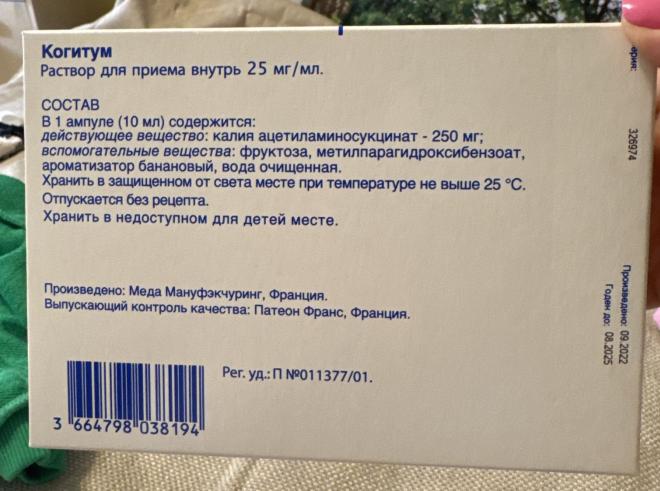 Когитум
Раствор для приема внутрь 25 мг/мл.
СОСТАВ
В 1 ампуле (10 мл) содержится:
действующее вещество: калия ацетиламиносукцинат - 250 мг;
вспомогательные вещества: фруктоза, метилпарагидроксибензоат,
ароматизатор банановый, вода очищенная.
Хранить в защищенном от света месте при температуре не выше 25 °С.
Отпускается без рецепта.
Хранить в недоступном для детей месте.
Произведено: Меда Мануфэкчуринг, Франция.
Выпускающий контроль качества: Патеон Франс, Франция.
Рег. уд.: П №011377/01.
3 664798 038194
326974
Произведено: 09.2022
Годен до: 08.2025